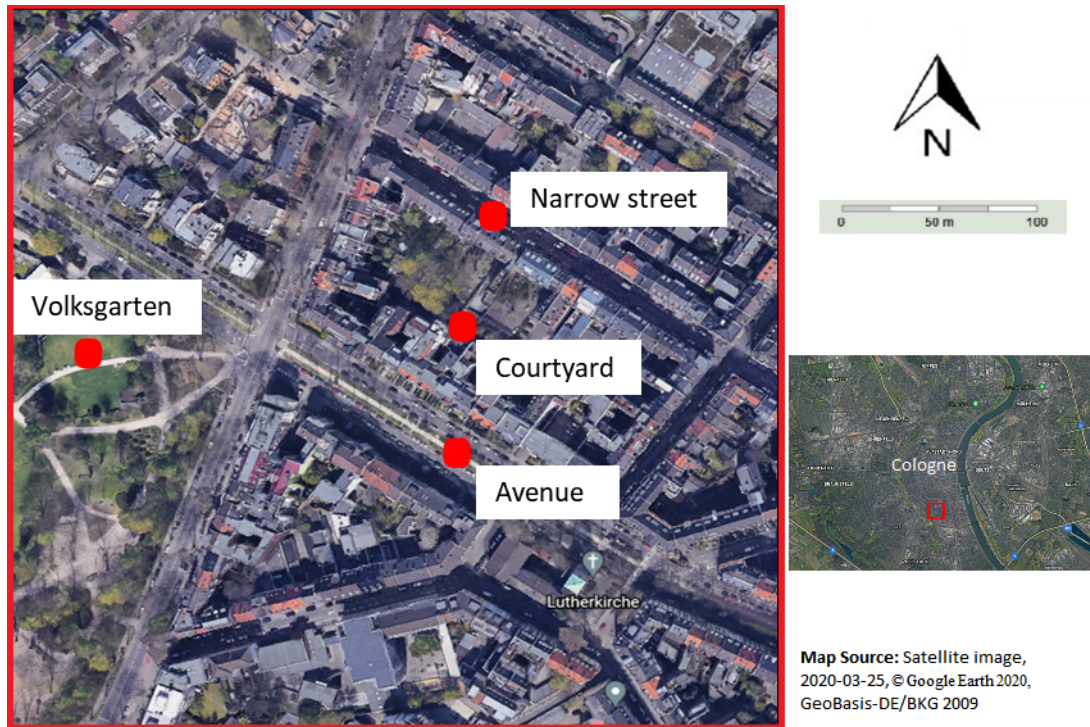 Narrow street
Volksgarten
Courtyard
Avenue
Lutherkirche
N
0 50 m 100
Cologne
Map Source: Satellite image,
2020-03-25, © Google Earth 2020,
GeoBasis-DE/BKG 2009